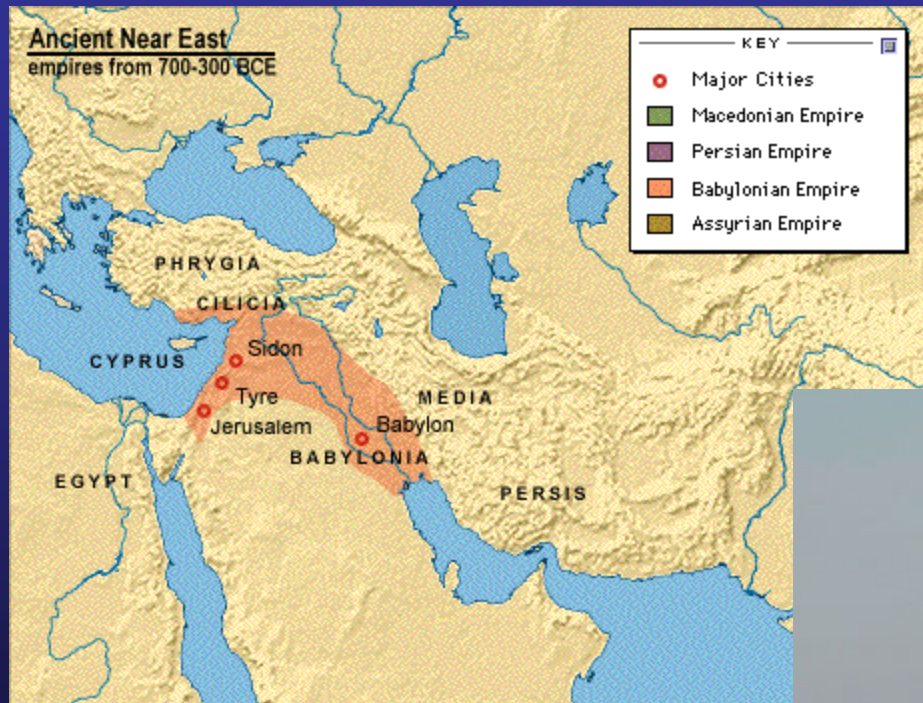 Ancient Near East
empires from 700-300 BCE
KEY
Major Cities
Macedonian Empire
Persian Empire
Babylonian Empire
Assyrian Empire
PHRYGIA
CILICIA
CYPRUS
Sidon
Tyre
Jerusalem
MEDIA
Babylon
BABYLONIA
EGYPT
PERSIS